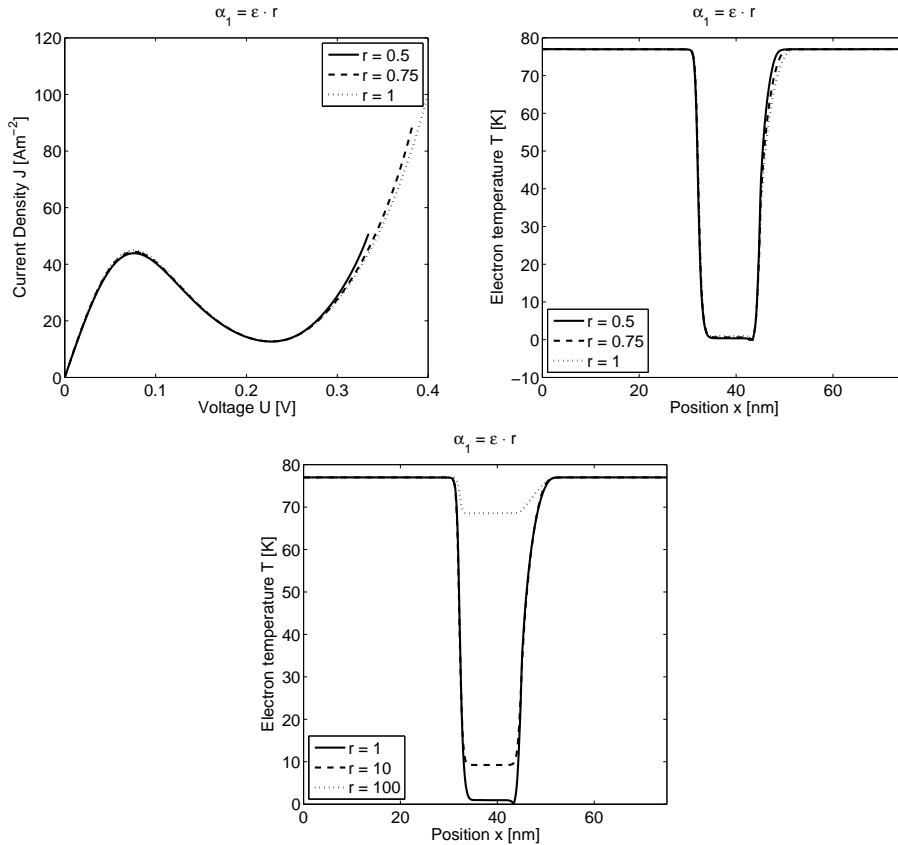 α₁ = ε · r
120
100
80
60
40
20
0
0
0.1
0.2
0.3
0.4
Current Density J [Am⁻²]
Voltage U [V]
r = 0.5
r = 0.75
r = 1
α₁ = ε · r
80
70
60
50
40
30
20
10
0
−10
0
20
40
60
Electron temperature T [K]
Position x [nm]
r = 0.5
r = 0.75
r = 1
α₁ = ε · r
80
70
60
50
40
30
20
10
0
0
20
40
60
Electron temperature T [K]
Position x [nm]
r = 1
r = 10
r = 100